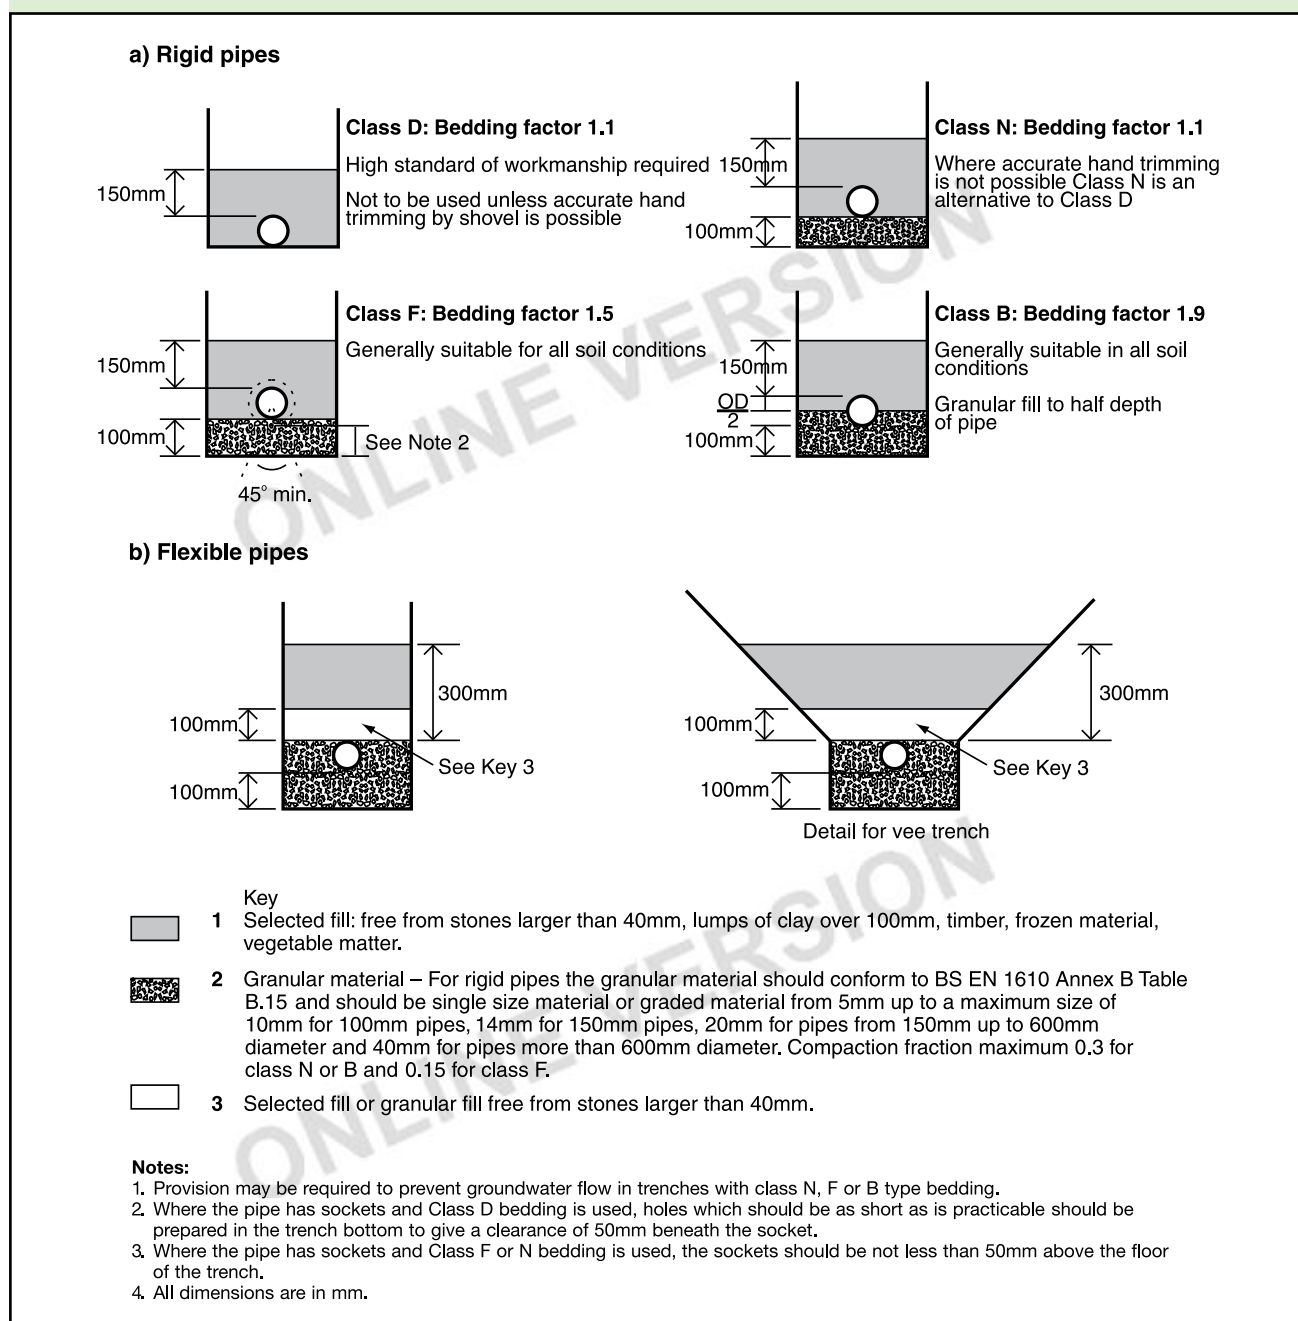 a) Rigid pipes
Class D: Bedding factor 1.1
High standard of workmanship required
Not to be used unless accurate hand
trimming by shovel is possible
150mm
Class N: Bedding factor 1.1
Where accurate hand trimming
is not possible Class N is an
alternative to Class D
150mm
100mm
Class F: Bedding factor 1.5
Generally suitable for all soil conditions
150mm
100mm
See Note 2
45° min.
Class B: Bedding factor 1.9
Generally suitable in all soil
conditions
Granular fill to half depth
of pipe
150mm
OD
2
100mm
b) Flexible pipes
300mm
100mm
See Key 3
100mm
300mm
100mm
See Key 3
100mm
Detail for vee trench
Key
1 Selected fill: free from stones larger than 40mm, lumps of clay over 100mm, timber, frozen material,
vegetable matter.
2 Granular material – For rigid pipes the granular material should conform to BS EN 1610 Annex B Table
B.15 and should be single size material or graded material from 5mm up to a maximum size of
10mm for 100mm pipes, 14mm for 150mm pipes, 20mm for pipes from 150mm up to 600mm
diameter and 40mm for pipes more than 600mm diameter. Compaction fraction maximum 0.3 for
class N or B and 0.15 for class F.
3 Selected fill or granular fill free from stones larger than 40mm.
Notes:
1. Provision may be required to prevent groundwater flow in trenches with class N, F or B type bedding.
2. Where the pipe has sockets and Class D bedding is used, holes which should be as short as is practicable should be
prepared in the trench bottom to give a clearance of 50mm beneath the socket.
3. Where the pipe has sockets and Class F or N bedding is used, the sockets should be not less than 50mm above the floor
of the trench.
4. All dimensions are in mm.
ONLINE VERSION
ONLINE VERSION